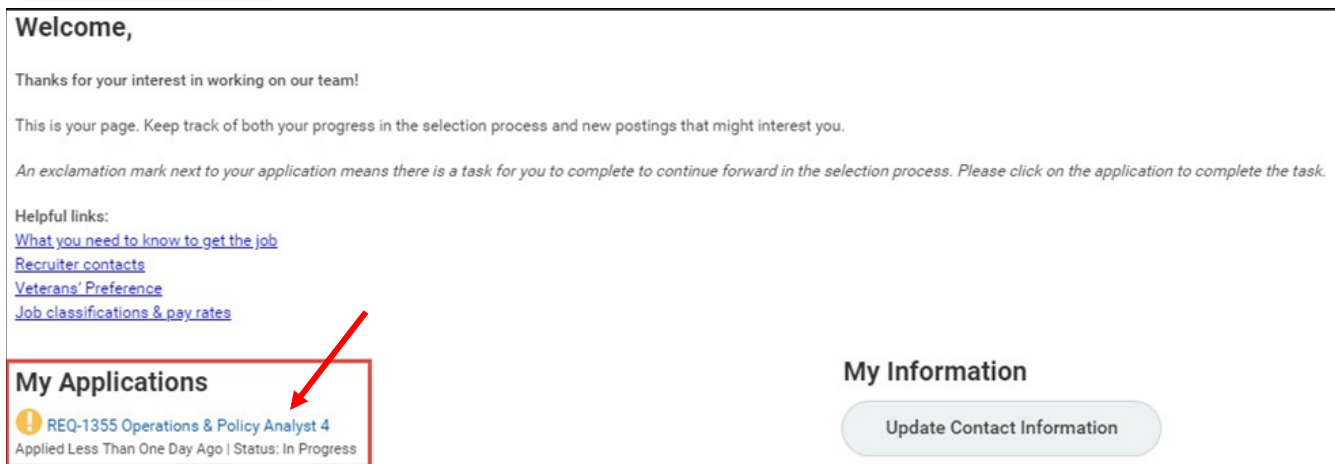 Welcome,
Thanks for your interest in working on our team!
This is your page. Keep track of both your progress in the selection process and new postings that might interest you.
An exclamation mark next to your application means there is a task for you to complete to continue forward in the selection process. Please click on the application to complete the task.
Helpful links:
What you need to know to get the job
Recruiter contacts
Veterans' Preference
Job classifications & pay rates
My Applications
REQ-1355 Operations & Policy Analyst 4
Applied Less Than One Day Ago | Status: In Progress
My Information
Update Contact Information